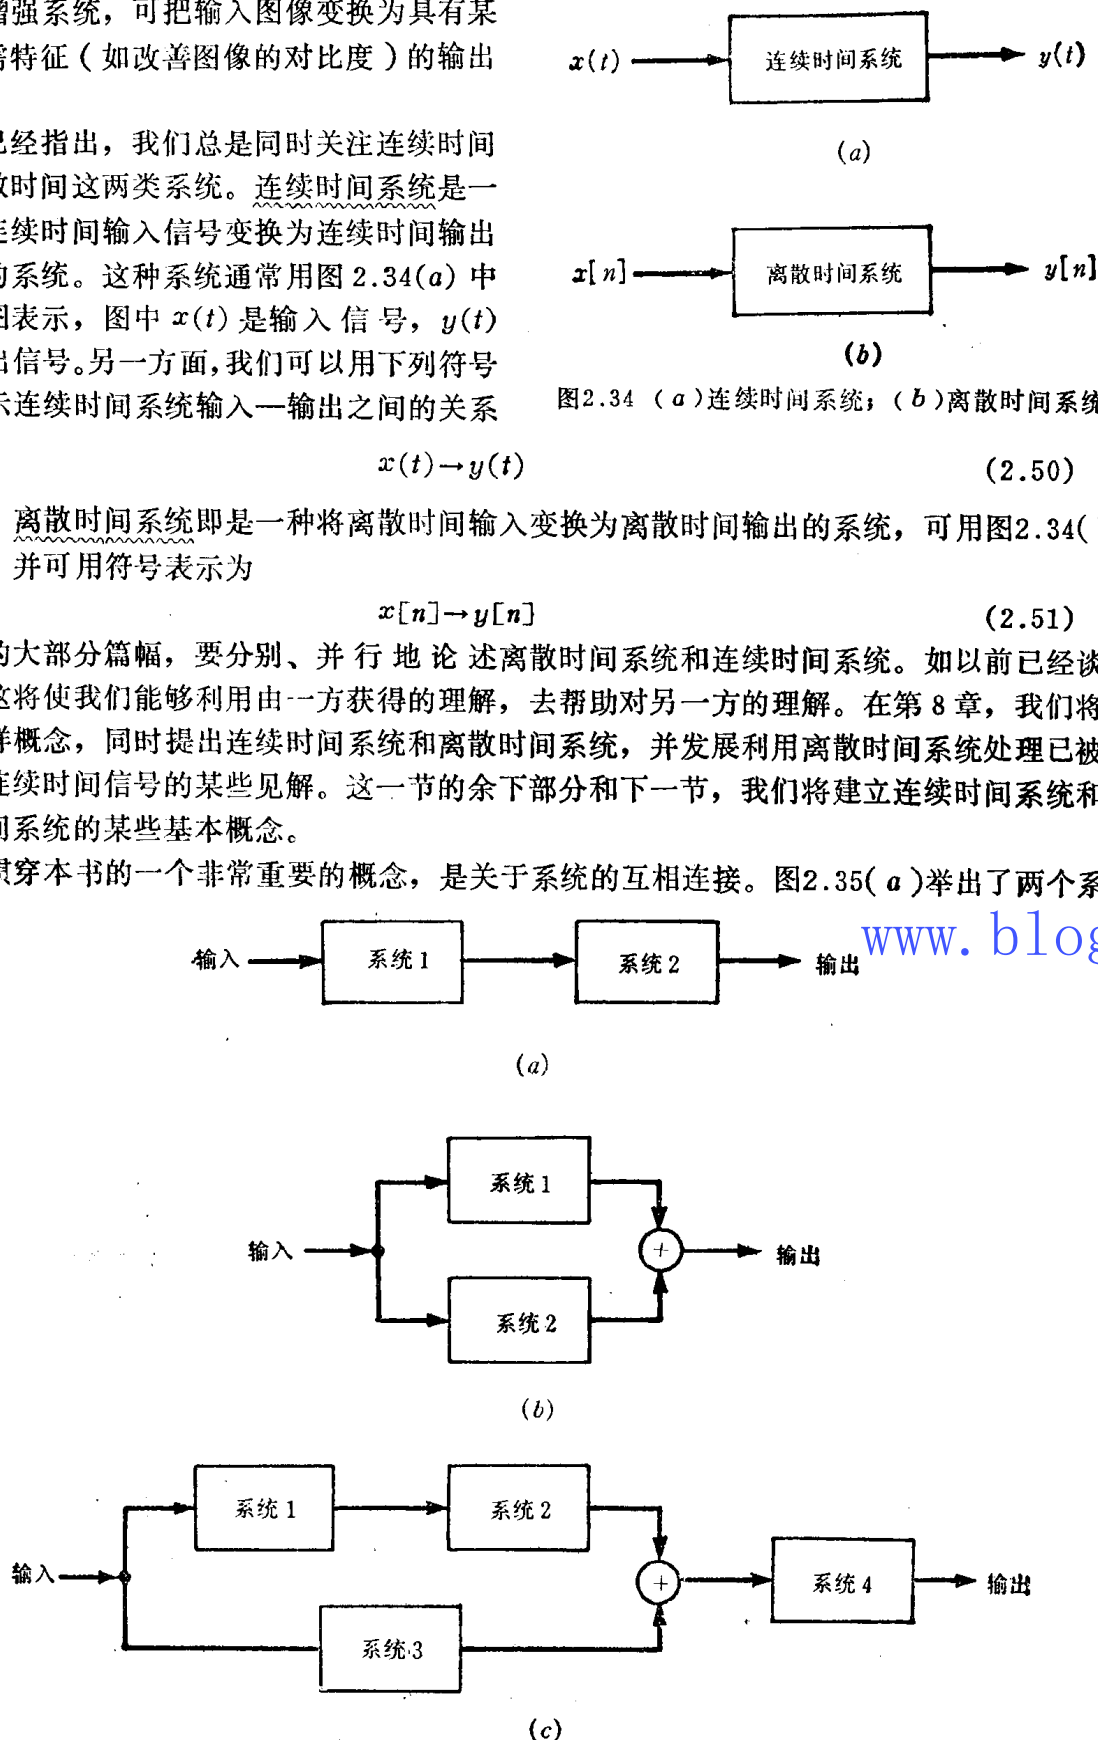 增强系统，可把输入图像变换为具有某
特征（如改善图像的对比度）的输出
x(t)
连续时间系统
y(t)
(a)
已经指出，我们总是同时关注连续时间
散时间这两类系统。连续时间系统是一
连续时间输入信号变换为连续时间输出
的系统。这种系统通常用图2.34(a) 中
图表示，图中 x(t) 是输入信号，y(t)
出信号。另一方面，我们可以用下列符号
示连续时间系统输入—输出之间的关系
x[n]
离散时间系统
y[n]
(b)
图2.34 (a)连续时间系统；(b)离散时间系统
x(t)→y(t) (2.50)
离散时间系统即是一种将离散时间输入变换为离散时间输出的系统，可用图2.34(
并可用符号表示为
x[n]→y[n] (2.51)
的大部分篇幅，要分别、并行地论述离散时间系统和连续时间系统。如以前已经谈
这将使我们能够利用由一方获得的理解，去帮助对另一方的理解。在第8章，我们将
样概念，同时提出连续时间系统和离散时间系统，并发展利用离散时间系统处理已被
连续时间信号的某些见解。这一节的余下部分和下一节，我们将建立连续时间系统和
间系统的某些基本概念。
贯穿本书的一个非常重要的概念，是关于系统的互相连接。图2.35(a)举出了两个系
www.blog
输入
系统1
系统2
输出
(a)
系统1
输入
+
输出
系统2
(b)
系统1
系统2
输入
+
系统4
输出
系统3
(c)